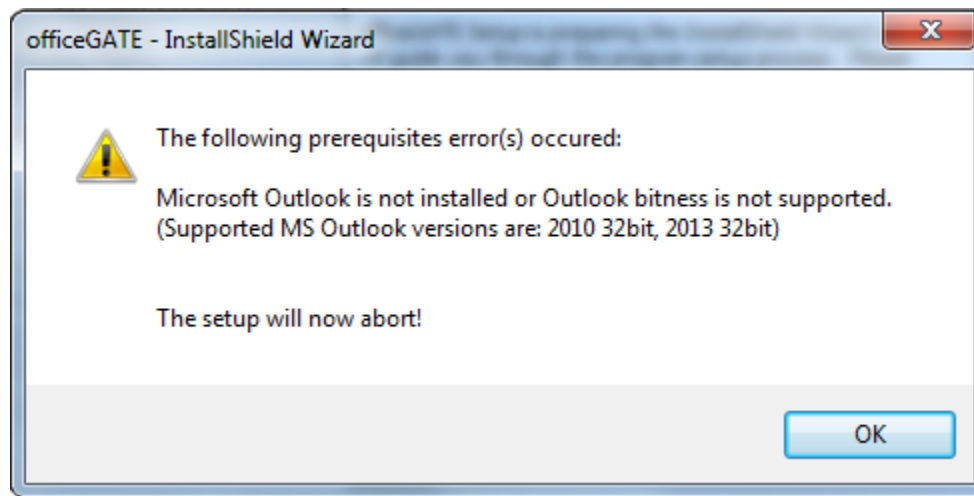 officeGATE - InstallShield Wizard
The following prerequisites error(s) occured:
Microsoft Outlook is not installed or Outlook bitness is not supported.
(Supported MS Outlook versions are: 2010 32bit, 2013 32bit)
The setup will now abort!
OK